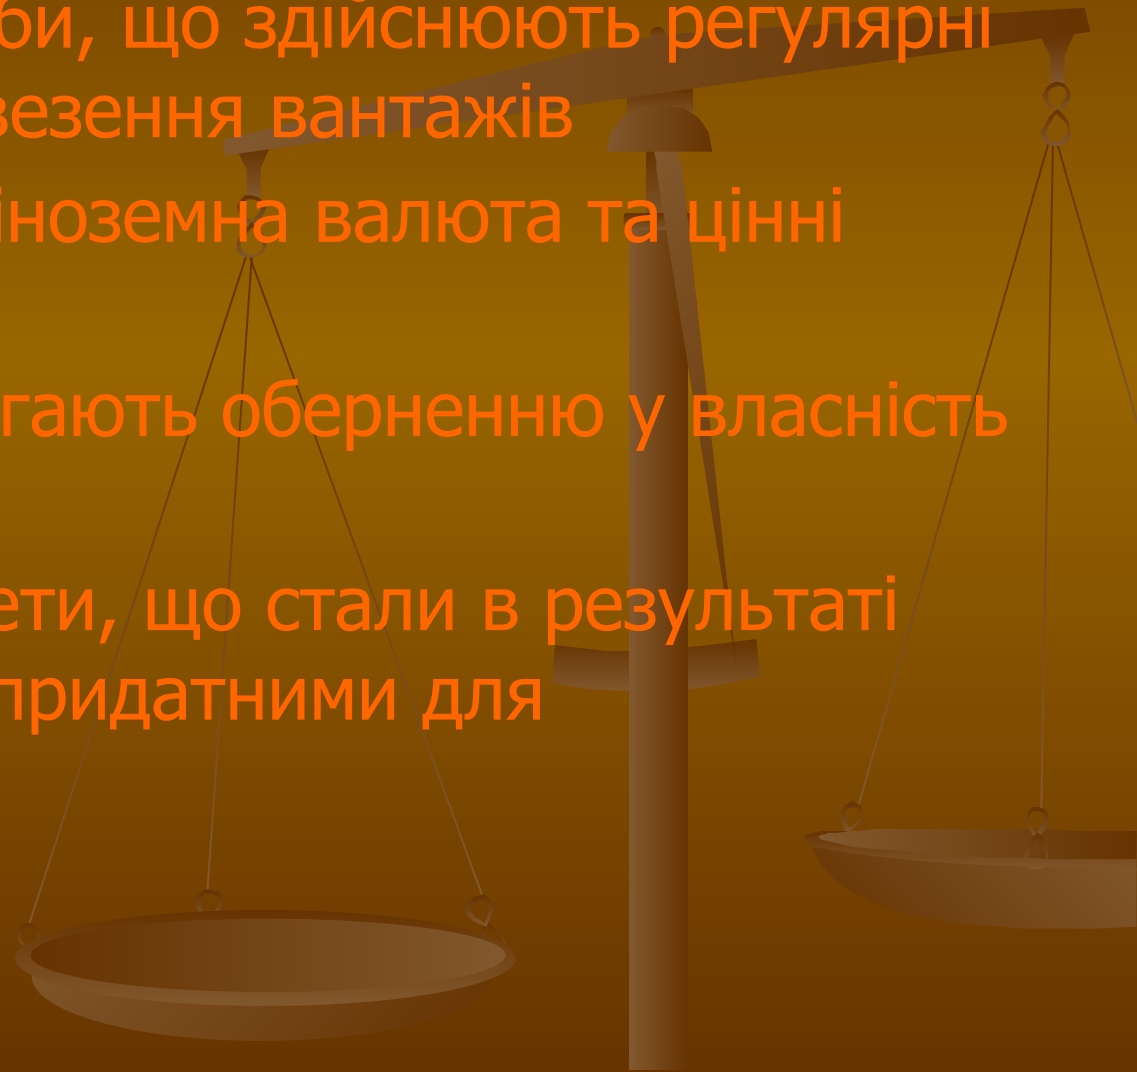 би, що здійснюють регулярні
везення вантажів
іноземна валюта та цінні
гають оберненню у власність
ети, що стали в результаті
придатними для